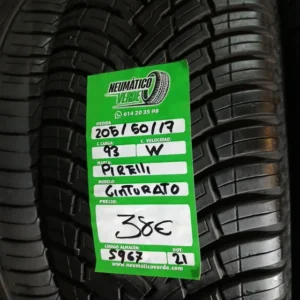 NEUMÁTICO
VERDE
614 20 35 98
MEDIDA
205/50/17
C. CARGA C. VELOCIDAD
93 W
MARCA
PIRELLI
MODELO
CINTURATO
PRECIO
38€
CÓDIGO ALMACÉN DOT
5967 21
www.neumaticoverde.com